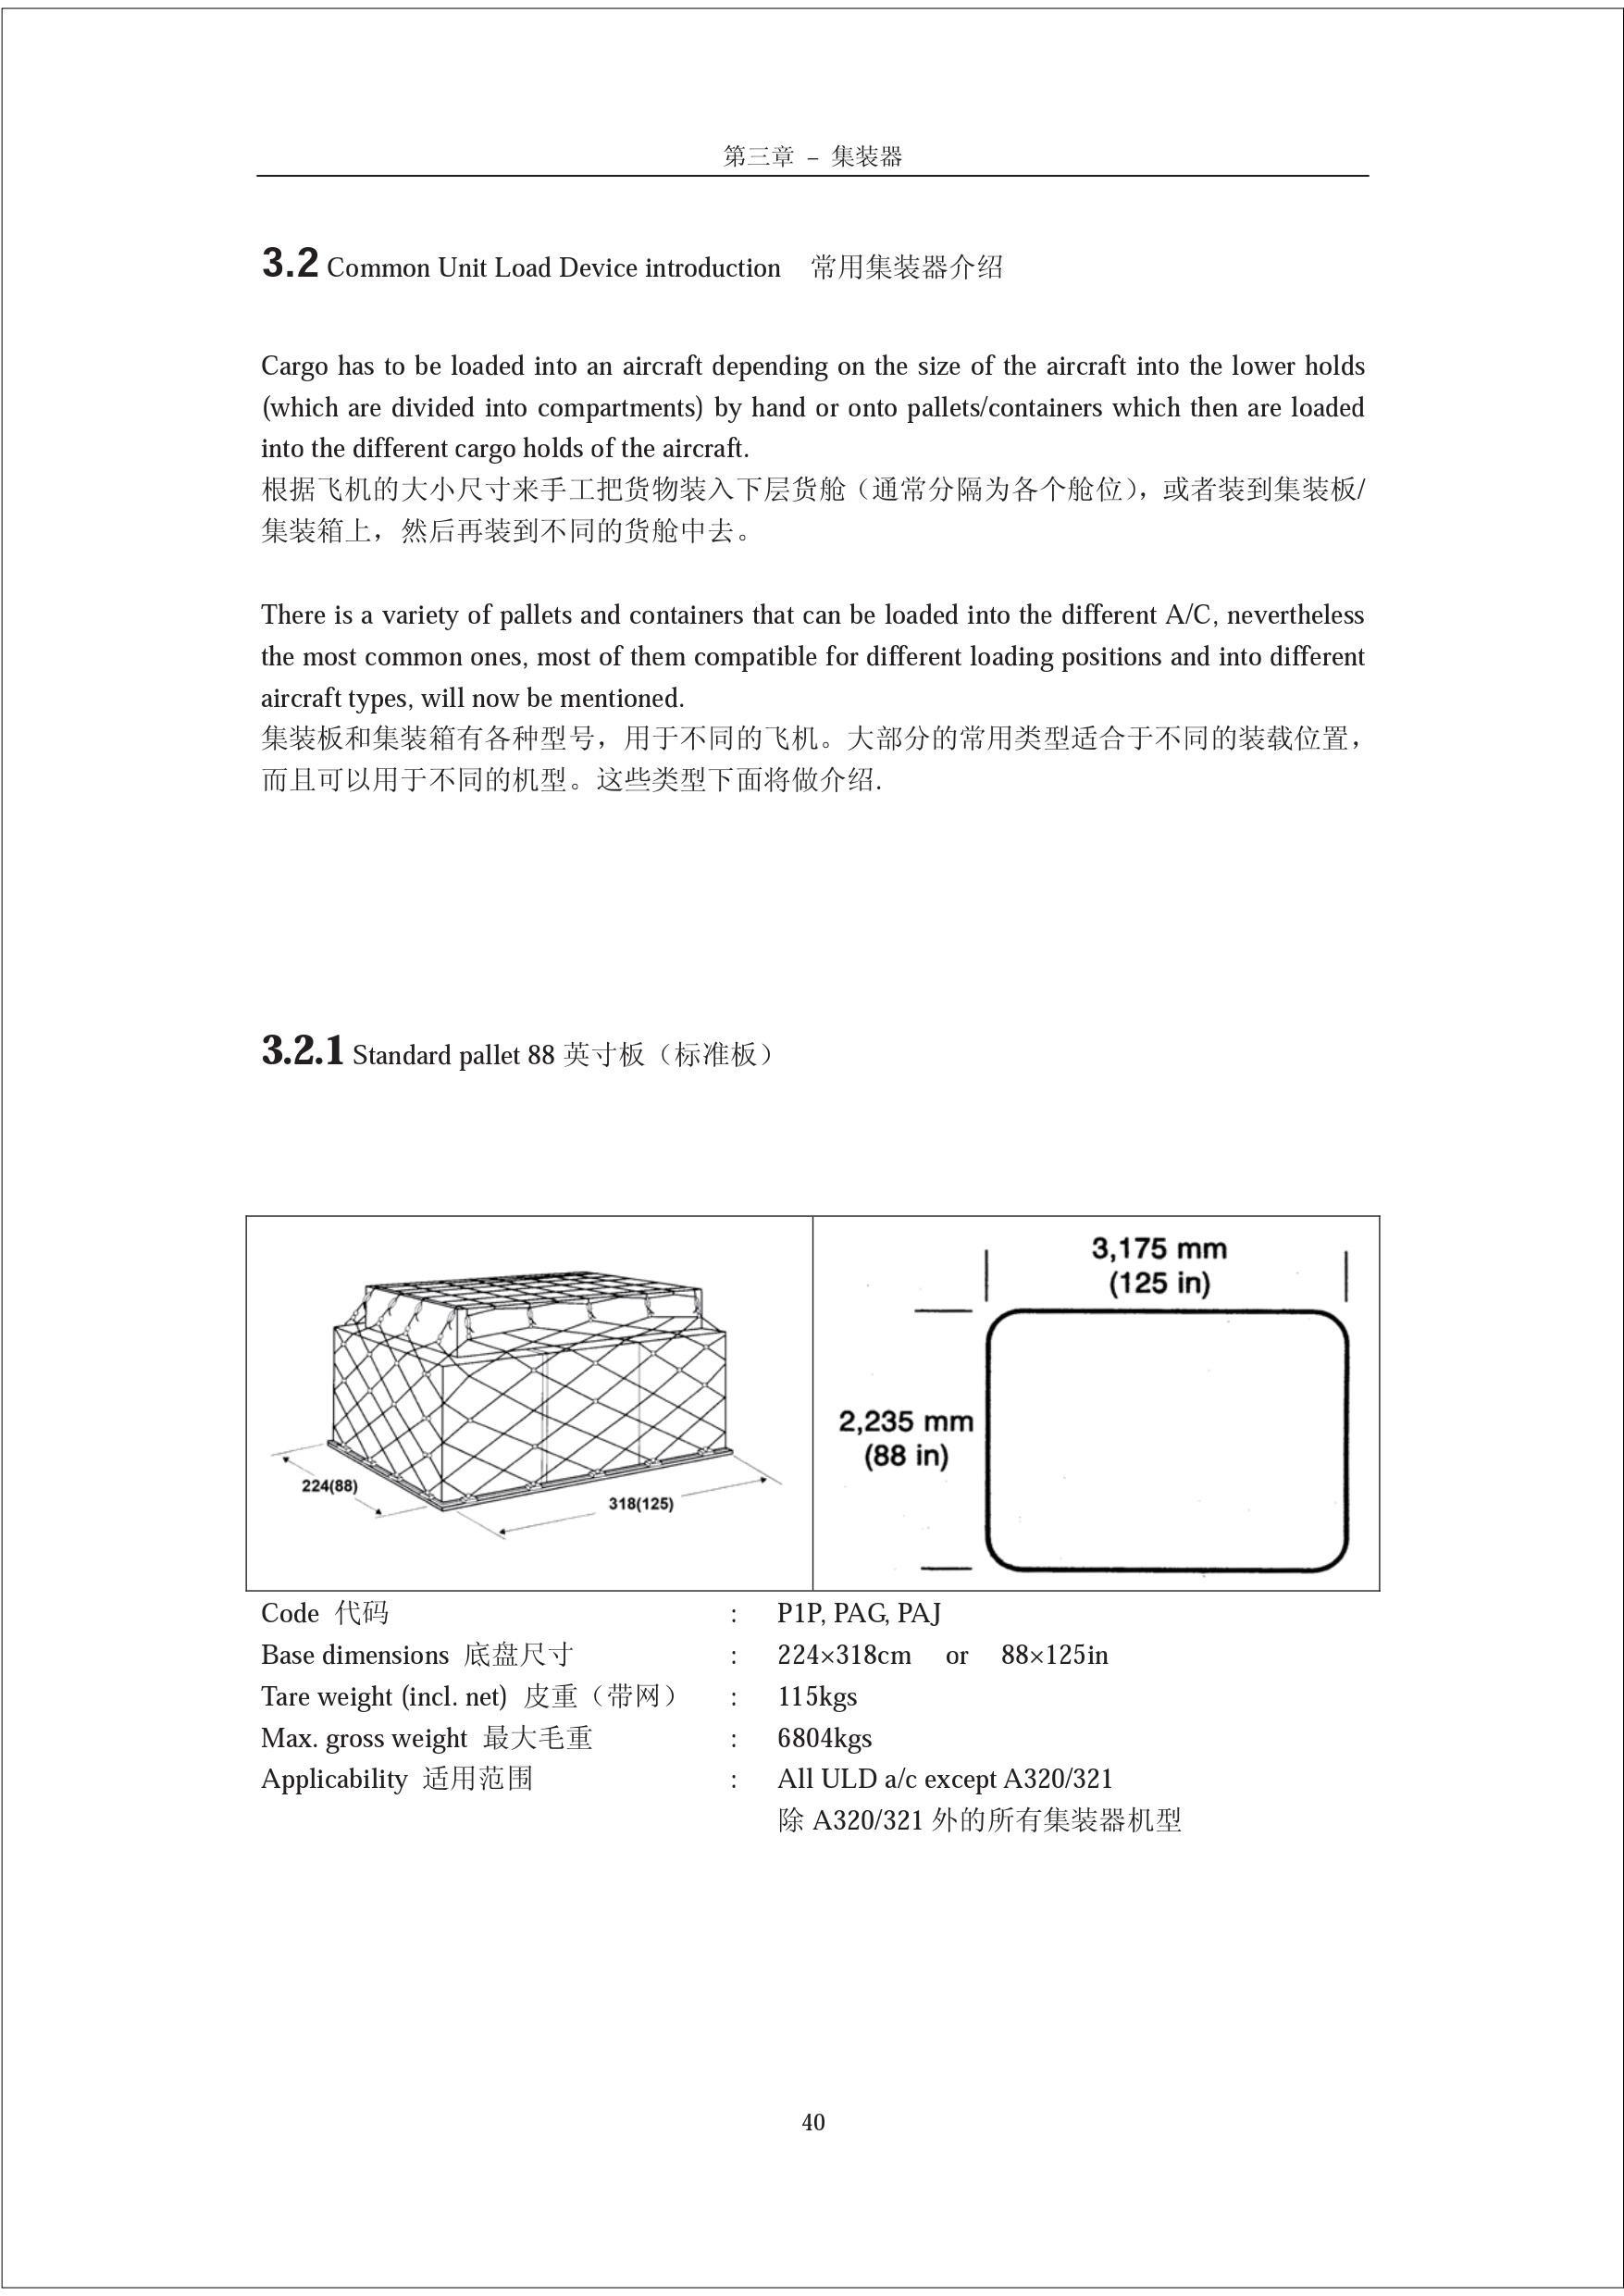 第三章 – 集装器
3.2 Common Unit Load Device introduction 常用集装器介绍
Cargo has to be loaded into an aircraft depending on the size of the aircraft into the lower holds
(which are divided into compartments) by hand or onto pallets/containers which then are loaded
into the different cargo holds of the aircraft.
根据飞机的大小尺寸来手工把货物装入下层货舱（通常分隔为各个舱位），或者装到集装板/
集装箱上，然后再装到不同的货舱中去。
There is a variety of pallets and containers that can be loaded into the different A/C, nevertheless
the most common ones, most of them compatible for different loading positions and into different
aircraft types, will now be mentioned.
集装板和集装箱有各种型号，用于不同的飞机。大部分的常用类型适合于不同的装载位置，
而且可以用于不同的机型。这些类型下面将做介绍.
3.2.1 Standard pallet 88 英寸板（标准板）
224(88)
318(125)
3,175 mm
(125 in)
2,235 mm
(88 in)
Code 代码 : P1P, PAG, PAJ
Base dimensions 底盘尺寸 : 224×318cm or 88×125in
Tare weight (incl. net) 皮重（带网） : 115kgs
Max. gross weight 最大毛重 : 6804kgs
Applicability 适用范围 : All ULD a/c except A320/321
除 A320/321 外的所有集装器机型
40